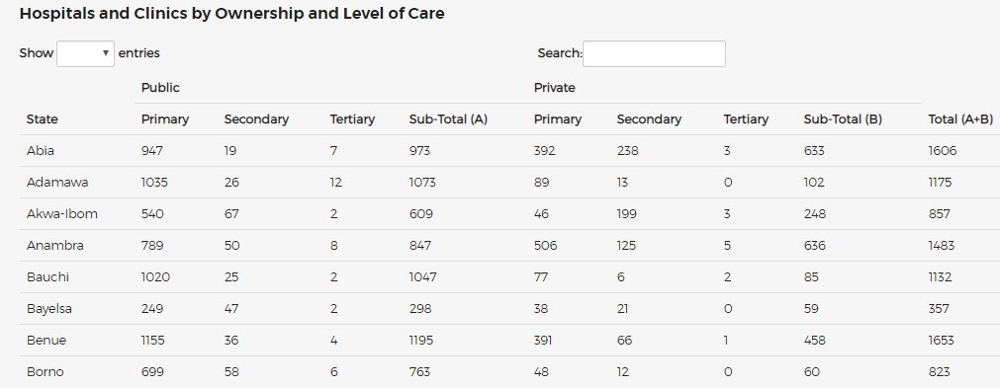 Hospitals and Clinics by Ownership and Level of Care
Show entries Search:
Public Private
State Primary Secondary Tertiary Sub-Total (A) Primary Secondary Tertiary Sub-Total (B) Total (A+B)
Abia 947 19 7 973 392 238 3 633 1606
Adamawa 1035 26 12 1073 89 13 0 102 1175
Akwa-Ibom 540 67 2 609 46 199 3 248 857
Anambra 789 50 8 847 506 125 5 636 1483
Bauchi 1020 25 2 1047 77 6 2 85 1132
Bayelsa 249 47 2 298 38 21 0 59 357
Benue 1155 36 4 1195 391 66 1 458 1653
Borno 699 58 6 763 48 12 0 60 823